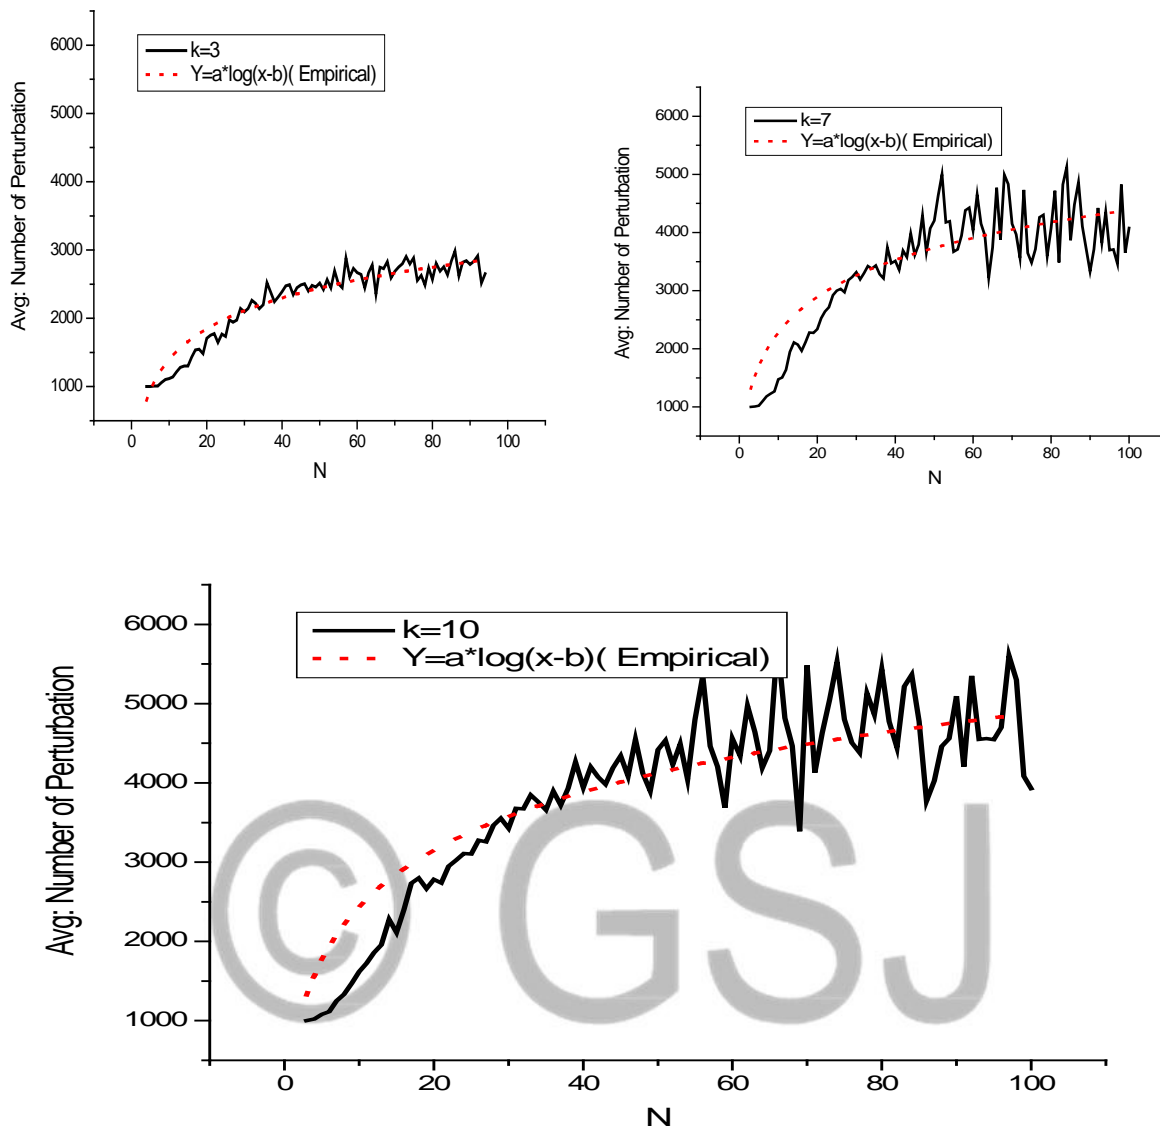 k=3
Y=a*log(x-b)( Empirical)
Avg: Number of Perturbation
6000
5000
4000
3000
2000
1000
0 20 40 60 80 100
N
k=7
Y=a*log(x-b)( Empirical)
Avg: Number of Perturbation
6000
5000
4000
3000
2000
1000
0 20 40 60 80 100
N
k=10
Y=a*log(x-b)( Empirical)
Avg: Number of Perturbation
6000
5000
4000
3000
2000
1000
0 20 40 60 80 100
N
© GSJ